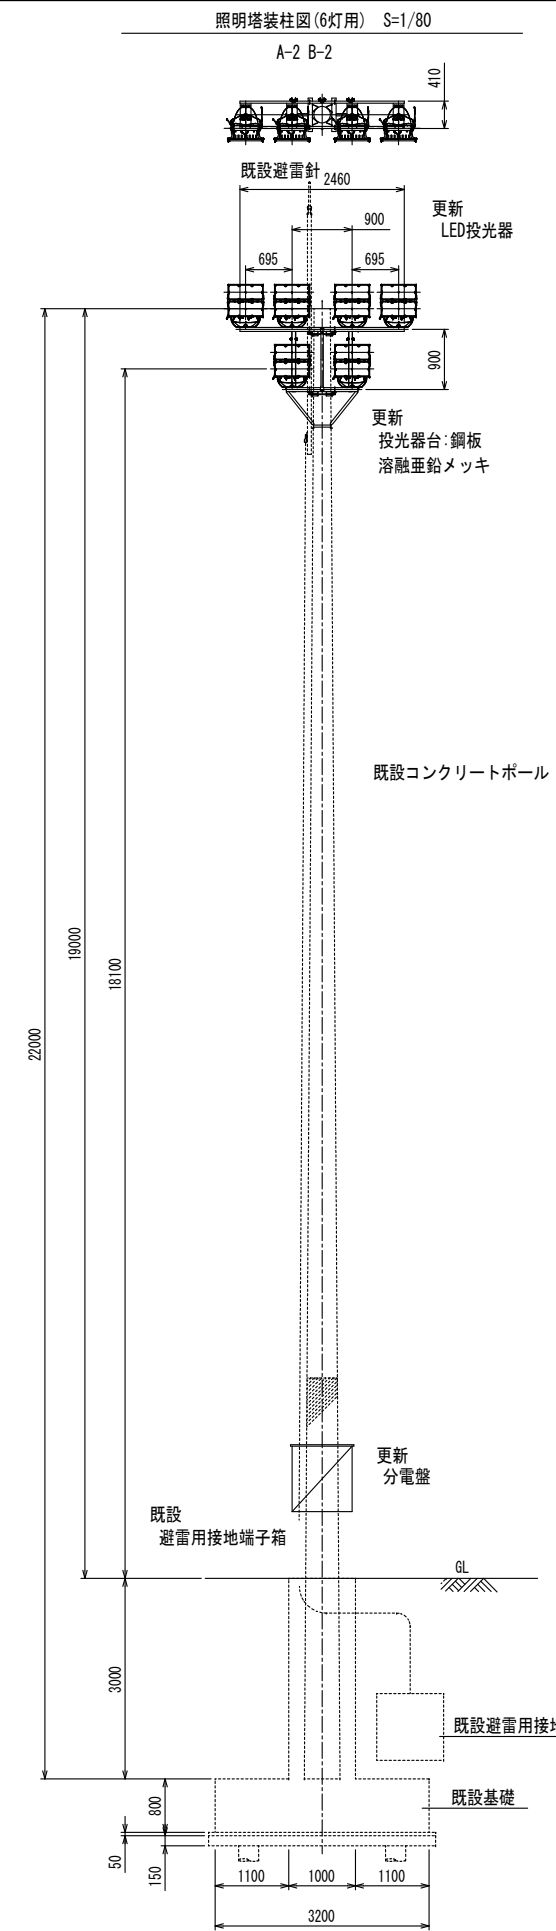 照明塔装柱図(6灯用) S=1/80
A-2 B-2
410
既設避雷針
2460
更新
LED投光器
900
695
695
900
更新
投光器台:鋼板
溶融亜鉛メッキ
既設コンクリートポール
19000
18100
22000
更新
分電盤
既設
避雷用接地端子箱
GL
3000
既設避雷用接地
既設基礎
800
50
150
1100
1000
1100
3200